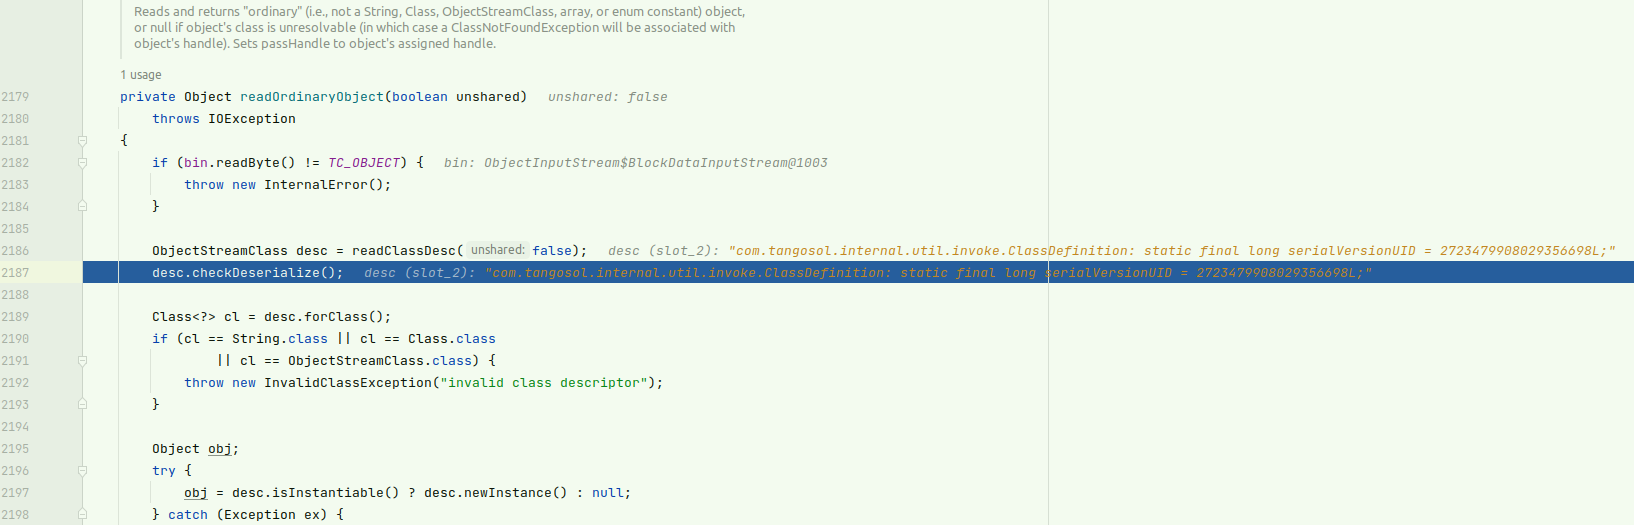 Reads and returns "ordinary" (i.e., not a String, Class, ObjectStreamClass, array, or enum constant) object,
or null if object's class is unresolvable (in which case a ClassNotFoundException will be associated with
object's handle). Sets passHandle to object's assigned handle.
1 usage
2179 private Object readOrdinaryObject(boolean unshared) unshared: false
2180 throws IOException
2181 {
2182 if (bin.readByte() != TC_OBJECT) { bin: ObjectInputStream$BlockDataInputStream@1003
2183 throw new InternalError();
2184 }
2185
2186 ObjectStreamClass desc = readClassDesc( unshared: false); desc (slot_2): "com.tangosol.internal.util.invoke.ClassDefinition: static final long serialVersionUID = 2723479908029356698L;"
2187 desc.checkDeserialize(); desc (slot_2): "com.tangosol.internal.util.invoke.ClassDefinition: static final long serialVersionUID = 2723479908029356698L;"
2188
2189 Class<?> cl = desc.forClass();
2190 if (cl == String.class || cl == Class.class
2191 || cl == ObjectStreamClass.class) {
2192 throw new InvalidClassException("invalid class descriptor");
2193 }
2194
2195 Object obj;
2196 try {
2197 obj = desc.isInstantiable() ? desc.newInstance() : null;
2198 } catch (Exception ex) {